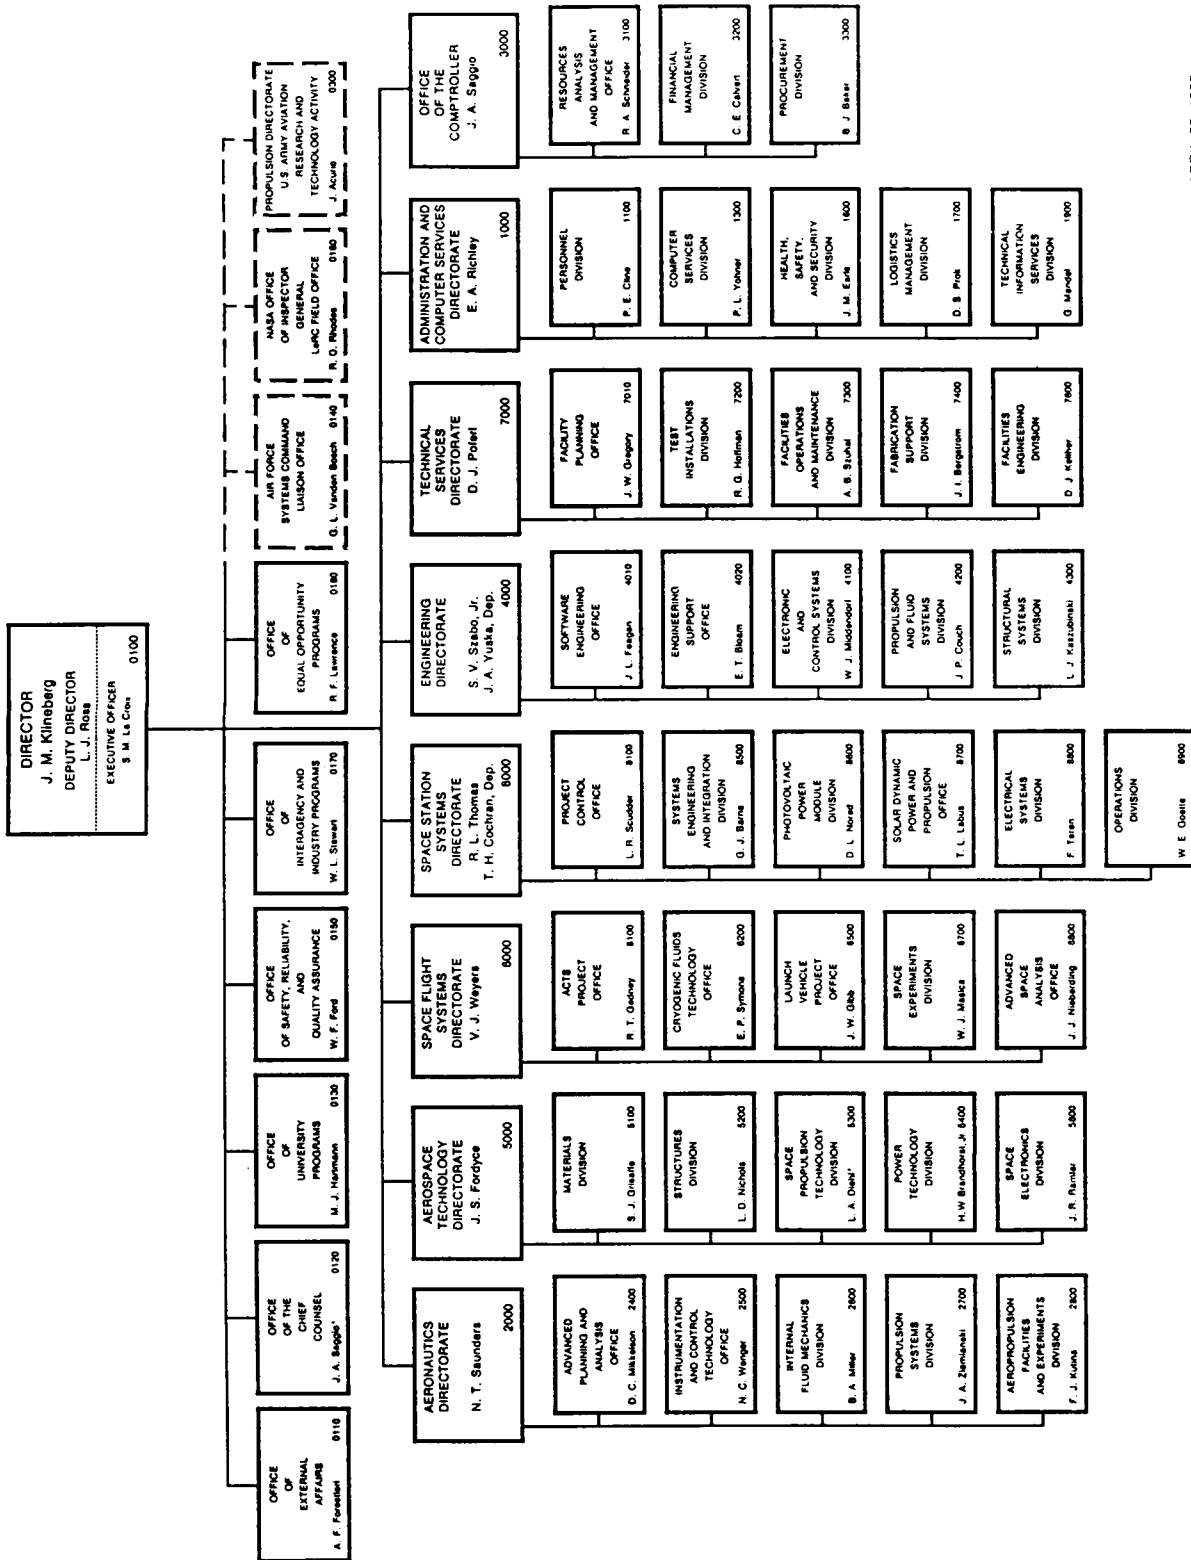 DIRECTOR
J. M. Klineberg
DEPUTY DIRECTOR
L. J. Ross
EXECUTIVE OFFICER
S. M. La Croix
0100
OFFICE
OF
EXTERNAL
AFFAIRS
A. F. Forestieri 0110
OFFICE
OF THE
CHIEF
COUNSEL
J. A. Saggio* 0120
OFFICE
OF
UNIVERSITY
PROGRAMS
M. J. Hartmann 0130
OFFICE
OF SAFETY, RELIABILITY,
AND
QUALITY ASSURANCE
W. F. Ford 0150
OFFICE
OF
INTERAGENCY AND
INDUSTRY PROGRAMS
W. L. Stewart 0170
OFFICE
OF
EQUAL OPPORTUNITY
PROGRAMS
R. F. Lawrence 0180
AIR FORCE
SYSTEMS COMMAND
LIAISON OFFICE
G. L. Vanden Bosch 0140
NASA OFFICE
OF INSPECTOR
GENERAL
LeRC FIELD OFFICE
R. O. Rhodes
PROPULSION DIRECTORATE
U.S. ARMY AVIATION
RESEARCH AND
TECHNOLOGY ACTIVITY
J. Acurio 0300
AERONAUTICS
DIRECTORATE
N. T. Saunders
2000
ADVANCED
PLANNING AND
ANALYSIS
OFFICE
D. C. Mikkelson 2400
INSTRUMENTATION
AND CONTROL
TECHNOLOGY
OFFICE
N. C. Wenger 2500
INTERNAL
FLUID MECHANICS
DIVISION
B. A. Miller 2600
PROPULSION
SYSTEMS
DIVISION
J. A. Ziemianski 2700
AEROPROPULSION
FACILITIES
AND EXPERIMENTS
DIVISION
F. J. Kutina 2800
AEROSPACE
TECHNOLOGY
DIRECTORATE
J. S. Fordyce
5000
MATERIALS
DIVISION
S. J. Grisaffe 5100
STRUCTURES
DIVISION
L. D. Nichols 5200
SPACE
PROPULSION
TECHNOLOGY
DIVISION
L. A. Diehl* 5300
POWER
TECHNOLOGY
DIVISION
H. W. Brandhorst, Jr 5400
SPACE
ELECTRONICS
DIVISION
J. R. Ramler 5600
SPACE FLIGHT
SYSTEMS
DIRECTORATE
V. J. Weyers
6000
ACTS
PROJECT
OFFICE
R. T. Gedney 6100
CRYOGENIC FLUIDS
TECHNOLOGY
OFFICE
E. P. Symons 6200
LAUNCH
VEHICLE
PROJECT
OFFICE
J. W. Gibb 6500
SPACE
EXPERIMENTS
DIVISION
W. J. Masica 6700
ADVANCED
SPACE
ANALYSIS
OFFICE
J. J. Nieberding 6800
SPACE STATION
SYSTEMS
DIRECTORATE
R. L. Thomas
T. H. Cochran, Dep.
8000
PROJECT
CONTROL
OFFICE
L. R. Scudder 8100
SYSTEMS
ENGINEERING
AND INTEGRATION
DIVISION
G. J. Barna 8500
PHOTOVOLTAIC
POWER
MODULE
DIVISION
D. L. Nored 8600
SOLAR DYNAMIC
POWER AND
PROPULSION
OFFICE
T. L. Labus 8700
ELECTRICAL
SYSTEMS
DIVISION
F. Teren 8800
OPERATIONS
DIVISION
W. E. Goette 8900
ENGINEERING
DIRECTORATE
S. V. Szabo, Jr.
J. A. Yuska, Dep.
4000
SOFTWARE
ENGINEERING
OFFICE
J. L. Feagan 4010
ENGINEERING
SUPPORT
OFFICE
E. T. Bloam 4020
ELECTRONIC
AND
CONTROL SYSTEMS
DIVISION
W. J. Middendorf 4100
PROPULSION
AND FLUID
SYSTEMS
DIVISION
J. P. Couch 4200
STRUCTURAL
SYSTEMS
DIVISION
L. J. Kaszubinski 4300
TECHNICAL
SERVICES
DIRECTORATE
D. J. Poferl
7000
FACILITY
PLANNING
OFFICE
J. W. Gregory 7010
TEST
INSTALLATIONS
DIVISION
R. G. Hoffman 7200
FACILITIES
OPERATIONS
AND MAINTENANCE
DIVISION
A. B. Szuhai 7300
FABRICATION
SUPPORT
DIVISION
J. I. Bergstrom 7400
FACILITIES
ENGINEERING
DIVISION
D. J. Keither 7600
ADMINISTRATION AND
COMPUTER SERVICES
DIRECTORATE
E. A. Richley
1000
PERSONNEL
DIVISION
P. E. Cline 1100
COMPUTER
SERVICES
DIVISION
P. L. Yohner 1300
HEALTH,
SAFETY,
AND SECURITY
DIVISION
J. M. Earls 1600
LOGISTICS
MANAGEMENT
DIVISION
D. S. Prok 1700
TECHNICAL
INFORMATION
SERVICES
DIVISION
G. Mandel 1900
OFFICE
OF THE
COMPTROLLER
J. A. Saggio
3000
RESOURCES
ANALYSIS
AND MANAGEMENT
OFFICE
R. A. Schneider 3100
FINANCIAL
MANAGEMENT
DIVISION
C. E. Calvert 3200
PROCUREMENT
DIVISION
B. J. Baker 3300